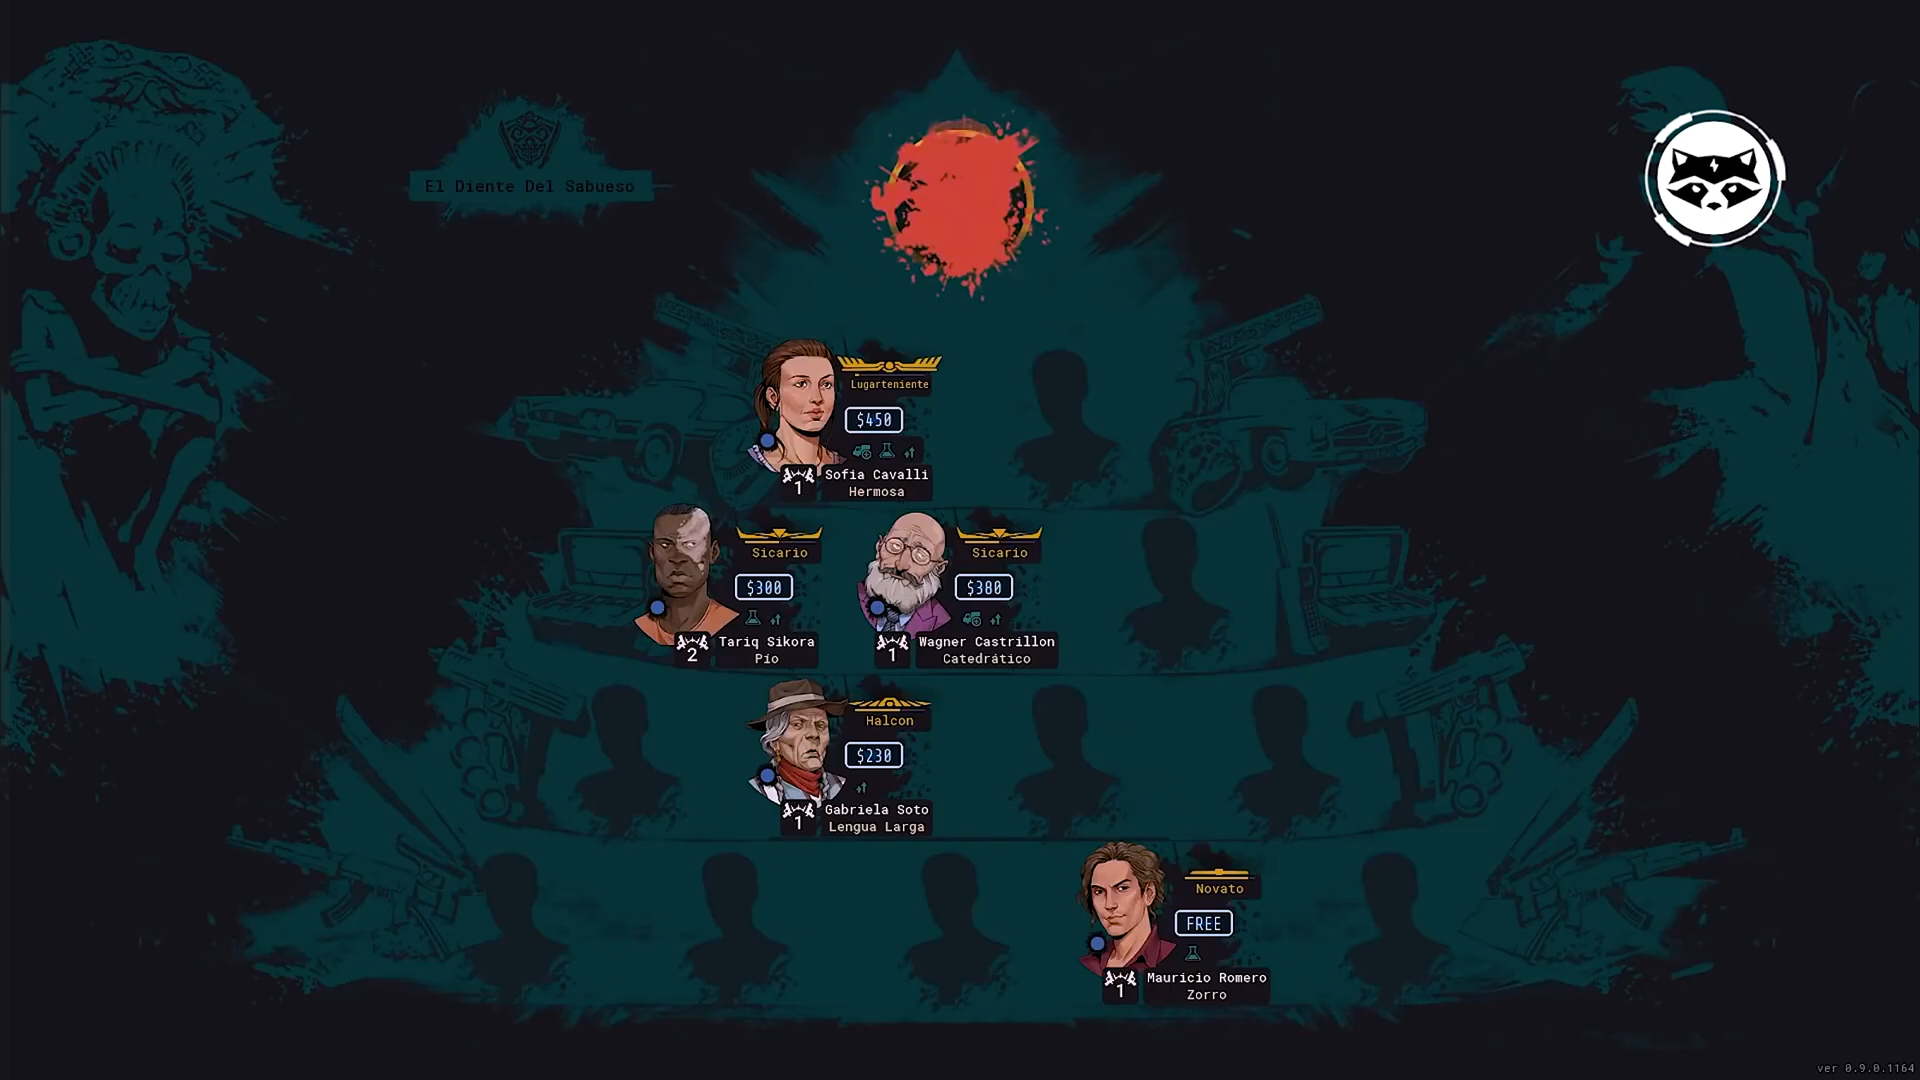 El Diente Del Sabueso
Lugarteniente
$450
1
Sofia Cavalli
Hermosa
Sicario
$300
2
Tariq Sikora
Pío
Sicario
$380
1
Wagner Castrillon
Catedrático
Halcon
$230
1
Gabriela Soto
Lengua Larga
Novato
FREE
1
Mauricio Romero
Zorro
ver 0.9.0.1164